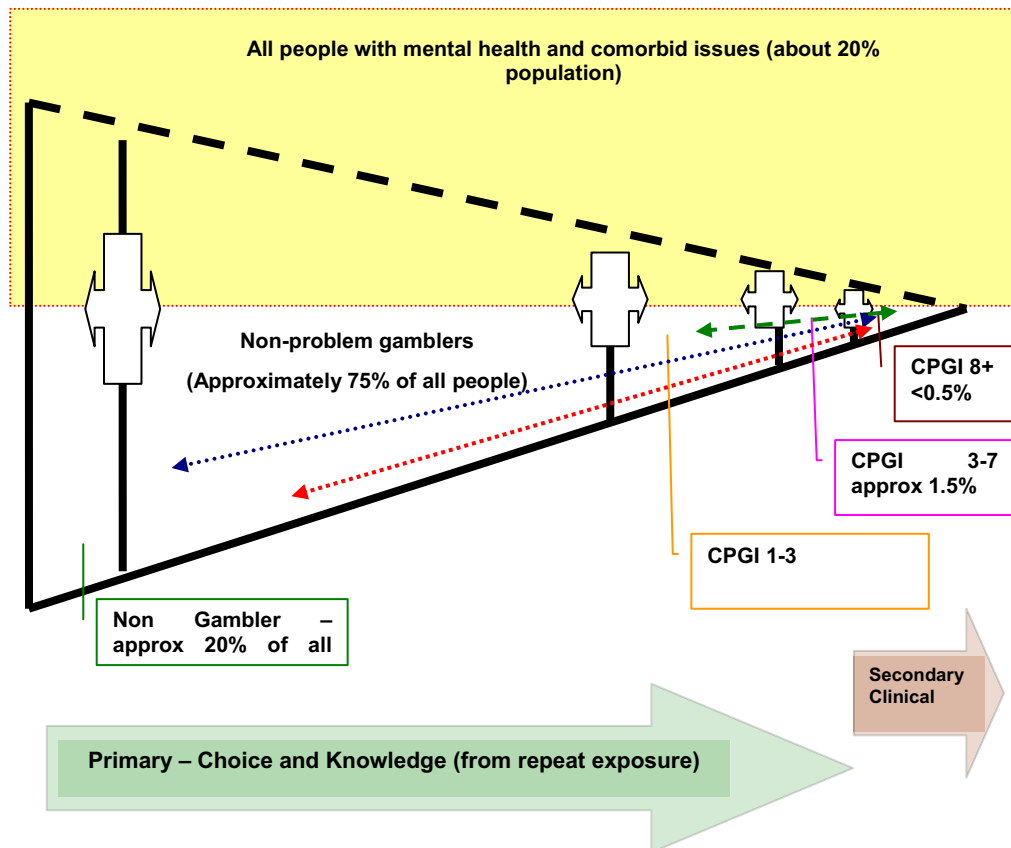 All people with mental health and comorbid issues (about 20%
population)
Non-problem gamblers
(Approximately 75% of all people)
CPGI 8+
<0.5%
CPGI 3-7
approx 1.5%
CPGI 1-3
Non Gambler –
approx 20% of all
Secondary
Clinical
Primary – Choice and Knowledge (from repeat exposure)